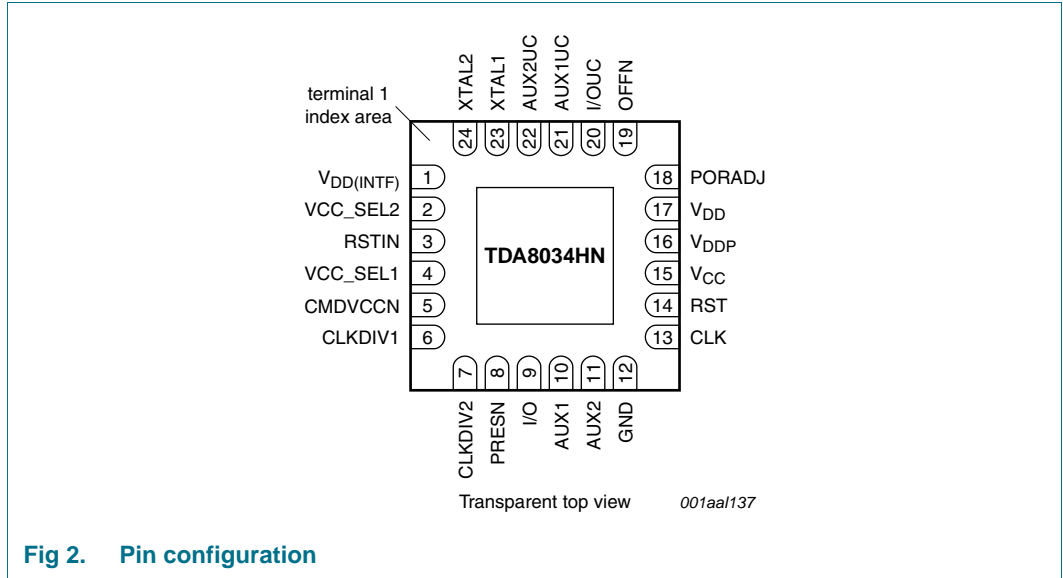 XTAL2
XTAL1
AUX2UC
AUX1UC
I/OUC
OFFN
terminal 1
index area
24
23
22
21
20
19
VDD(INTF) 1
VCC_SEL2 2
RSTIN 3
VCC_SEL1 4
CMDVCCN 5
CLKDIV1 6
TDA8034HN
18 PORADJ
17 VDD
16 VDDP
15 VCC
14 RST
13 CLK
7
8
9
10
11
12
CLKDIV2
PRESN
I/O
AUX1
AUX2
GND
Transparent top view 001aal137
Fig 2. Pin configuration